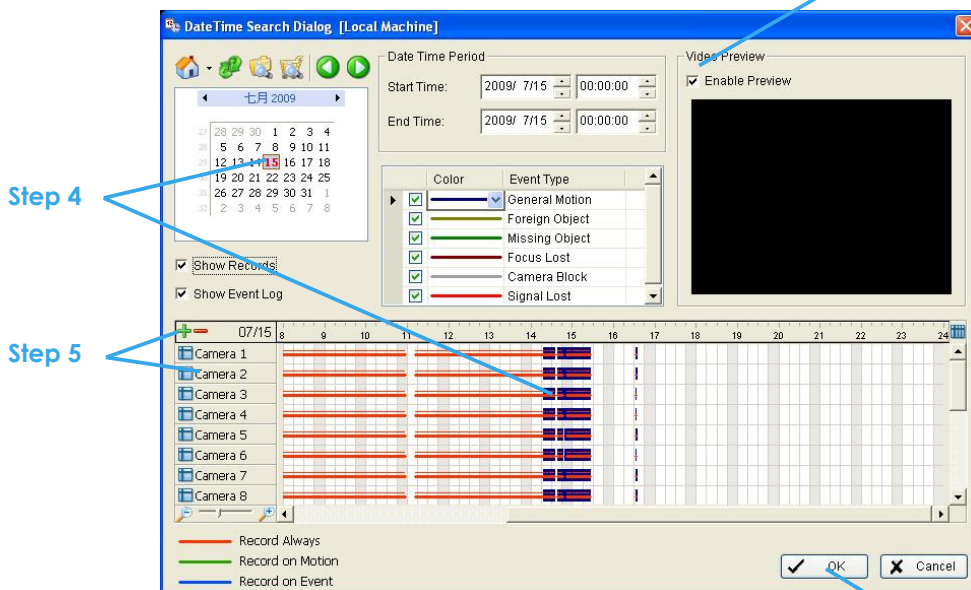 DateTime Search Dialog [Local Machine]
Date Time Period
Start Time: 2009/ 7/15 00:00:00
End Time: 2009/ 7/15 00:00:00
Video Preview
Enable Preview
七月 2009
27 28 29 30 1 2 3 4
28 5 6 7 8 9 10 11
29 12 13 14 15 16 17 18
19 20 21 22 23 24 25
31 26 27 28 29 30 31 1
32 2 3 4 5 6 7 8
Color Event Type
General Motion
Foreign Object
Missing Object
Focus Lost
Camera Block
Signal Lost
Step 4
Show Records
Show Event Log
Step 5
07/15 8 9 10 11 12 13 14 15 16 17 18 19 20 21 22 23 24
Camera 1
Camera 2
Camera 3
Camera 4
Camera 5
Camera 6
Camera 7
Camera 8
Record Always
Record on Motion
Record on Event
OK
Cancel